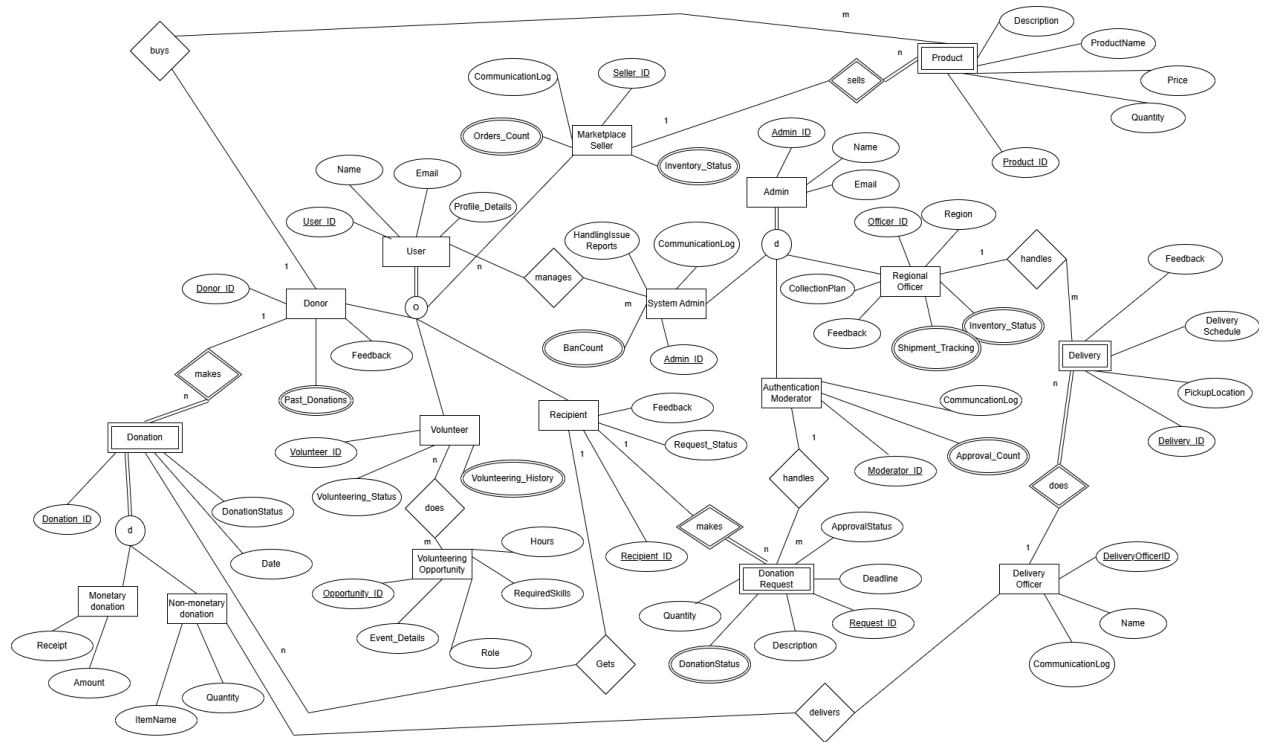 m
Description
buys
n
Product
ProductName
CommunicationLog
Seller_ID
sells
Price
Admin_ID
Quantity
1
Orders_Count
Marketplace
Seller
Name
Inventory_Status
Product_ID
Name
Email
Admin
Email
Profile_Details
Officer_ID
Region
User_ID
HandlingIssue
Reports
CommunicationLog
d
User
1
handles
Feedback
1
n
manages
CollectionPlan
Regional
Officer
Donor_ID
Donor
m
System Admin
m
1
O
Inventory_Status
Delivery
Schedule
Feedback
Shipment_Tracking
BanCount
Delivery
Feedback
Admin_ID
makes
n
n
Past_Donations
Authentication
Moderator
PickupLocation
CommuncationLog
Donation
Volunteer
Recipient
Feedback
Request_Status
1
1
1
Delivery_ID
Volunteer_ID
n
Approval_Count
Moderator_ID
Volunteering_History
handles
does
Volunteering_Status
does
DonationStatus
Donation_ID
d
makes
ApprovalStatus
Hours
Recipient_ID
m
n
m
1
DeliveryOfficerID
Date
Volunteering
Opportunity
Donation
Request
Deadline
Delivery
Officer
Opportunity_ID
RequiredSkills
Monetary
donation
Non-monetary
donation
Quantity
Request_ID
Name
Event_Details
Receipt
Role
Description
n
Gets
DonationStatus
CommunicationLog
Amount
Quantity
ItemName
delivers